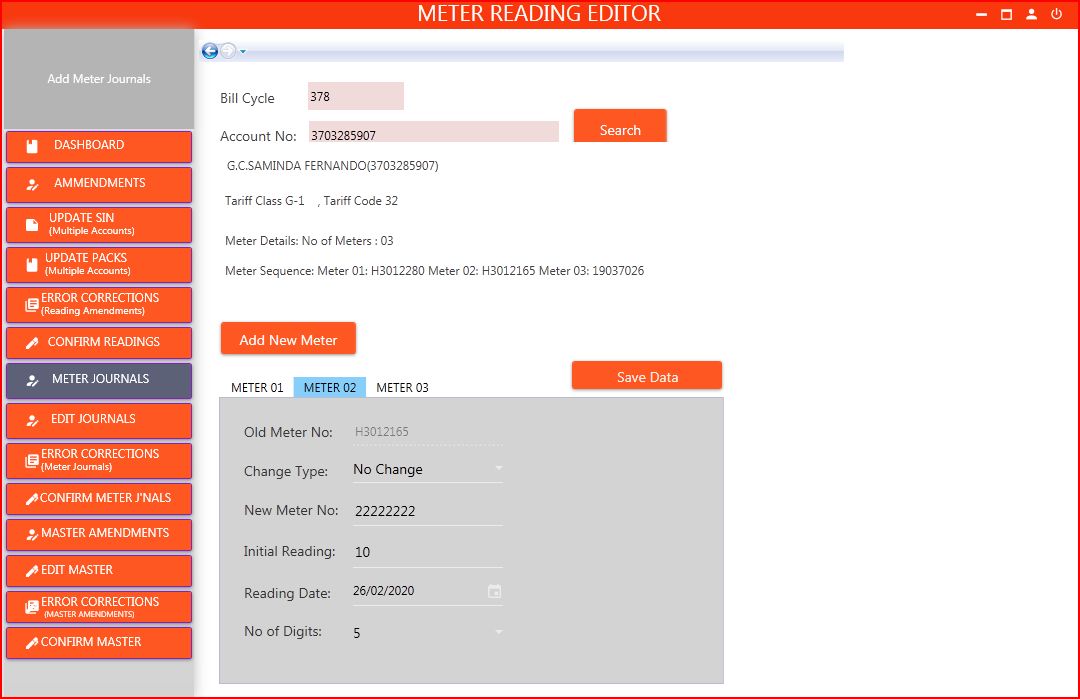 METER READING EDITOR
Add Meter Journals
DASHBOARD
AMMENDMENTS
UPDATE SIN
(Multiple Accounts)
UPDATE PACKS
(Multiple Accounts)
ERROR CORRECTIONS
(Reading Amendments)
CONFIRM READINGS
METER JOURNALS
EDIT JOURNALS
ERROR CORRECTIONS
(Meter Journals)
CONFIRM METER J'NALS
MASTER AMENDMENTS
EDIT MASTER
ERROR CORRECTIONS
(MASTER AMENDMENTS)
CONFIRM MASTER
Bill Cycle 378
Account No: 3703285907 Search
G.C.SAMINDA FERNANDO(3703285907)
Tariff Class G-1 , Tariff Code 32
Meter Details: No of Meters : 03
Meter Sequence: Meter 01: H3012280 Meter 02: H3012165 Meter 03: 19037026
Add New Meter
Save Data
METER 01 METER 02 METER 03
Old Meter No: H3012165
Change Type: No Change
New Meter No: 22222222
Initial Reading: 10
Reading Date: 26/02/2020
No of Digits: 5